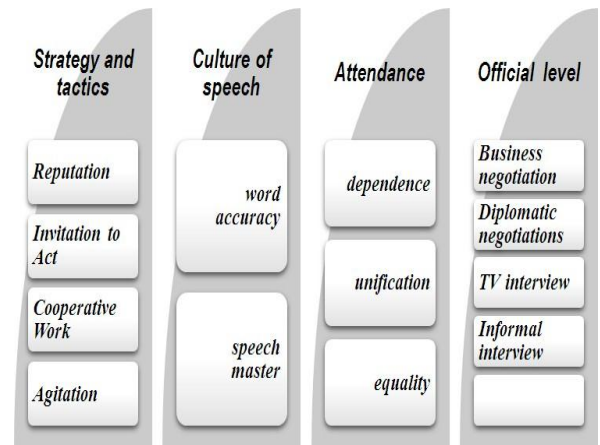 Strategy and
tactics
Reputation
Invitation to
Act
Cooperative
Work
Agitation
Culture of
speech
word
accuracy
speech
master
Attendance
dependence
unification
equality
Official level
Business
negotiation
Diplomatic
negotiations
TV interview
Informal
interview